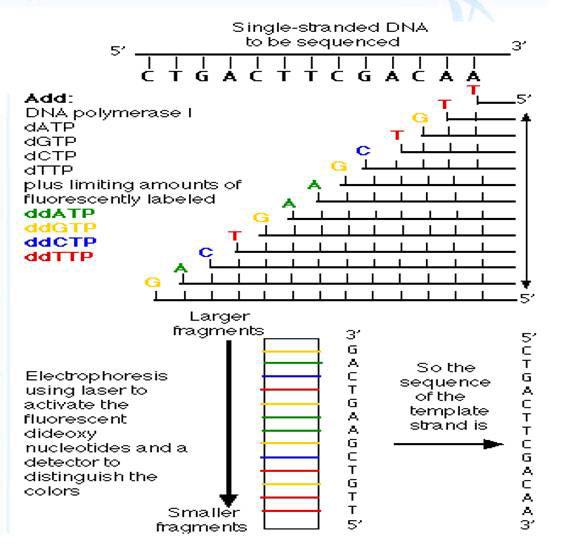 Single-stranded DNA
to be sequenced
5' 3'
C T G A C T T C G A C A A
T 5'
T
G
T
C
G
A
A
G
T
C
A
G
5'
Add:
DNA polymerase I
dATP
dGTP
dCTP
dTTP
plus limiting amounts of
fluorescently labeled
ddATP
ddGTP
ddCTP
ddTTP
Larger
fragments
Electrophoresis
using laser to
activate the
fluorescent
dideoxy
nucleotides and a
detector to
distinguish the
colors
Smaller
fragments
3'
G
A
C
T
G
A
A
G
C
T
G
T
T
5'
So the
sequence
of the
template
strand is
5'
C
T
G
A
C
T
T
C
G
A
C
A
A
3'